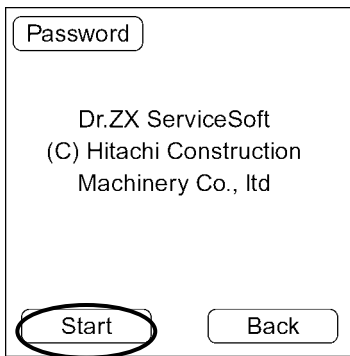 Password
Dr.ZX ServiceSoft
(C) Hitachi Construction
Machinery Co., ltd
Start
Back